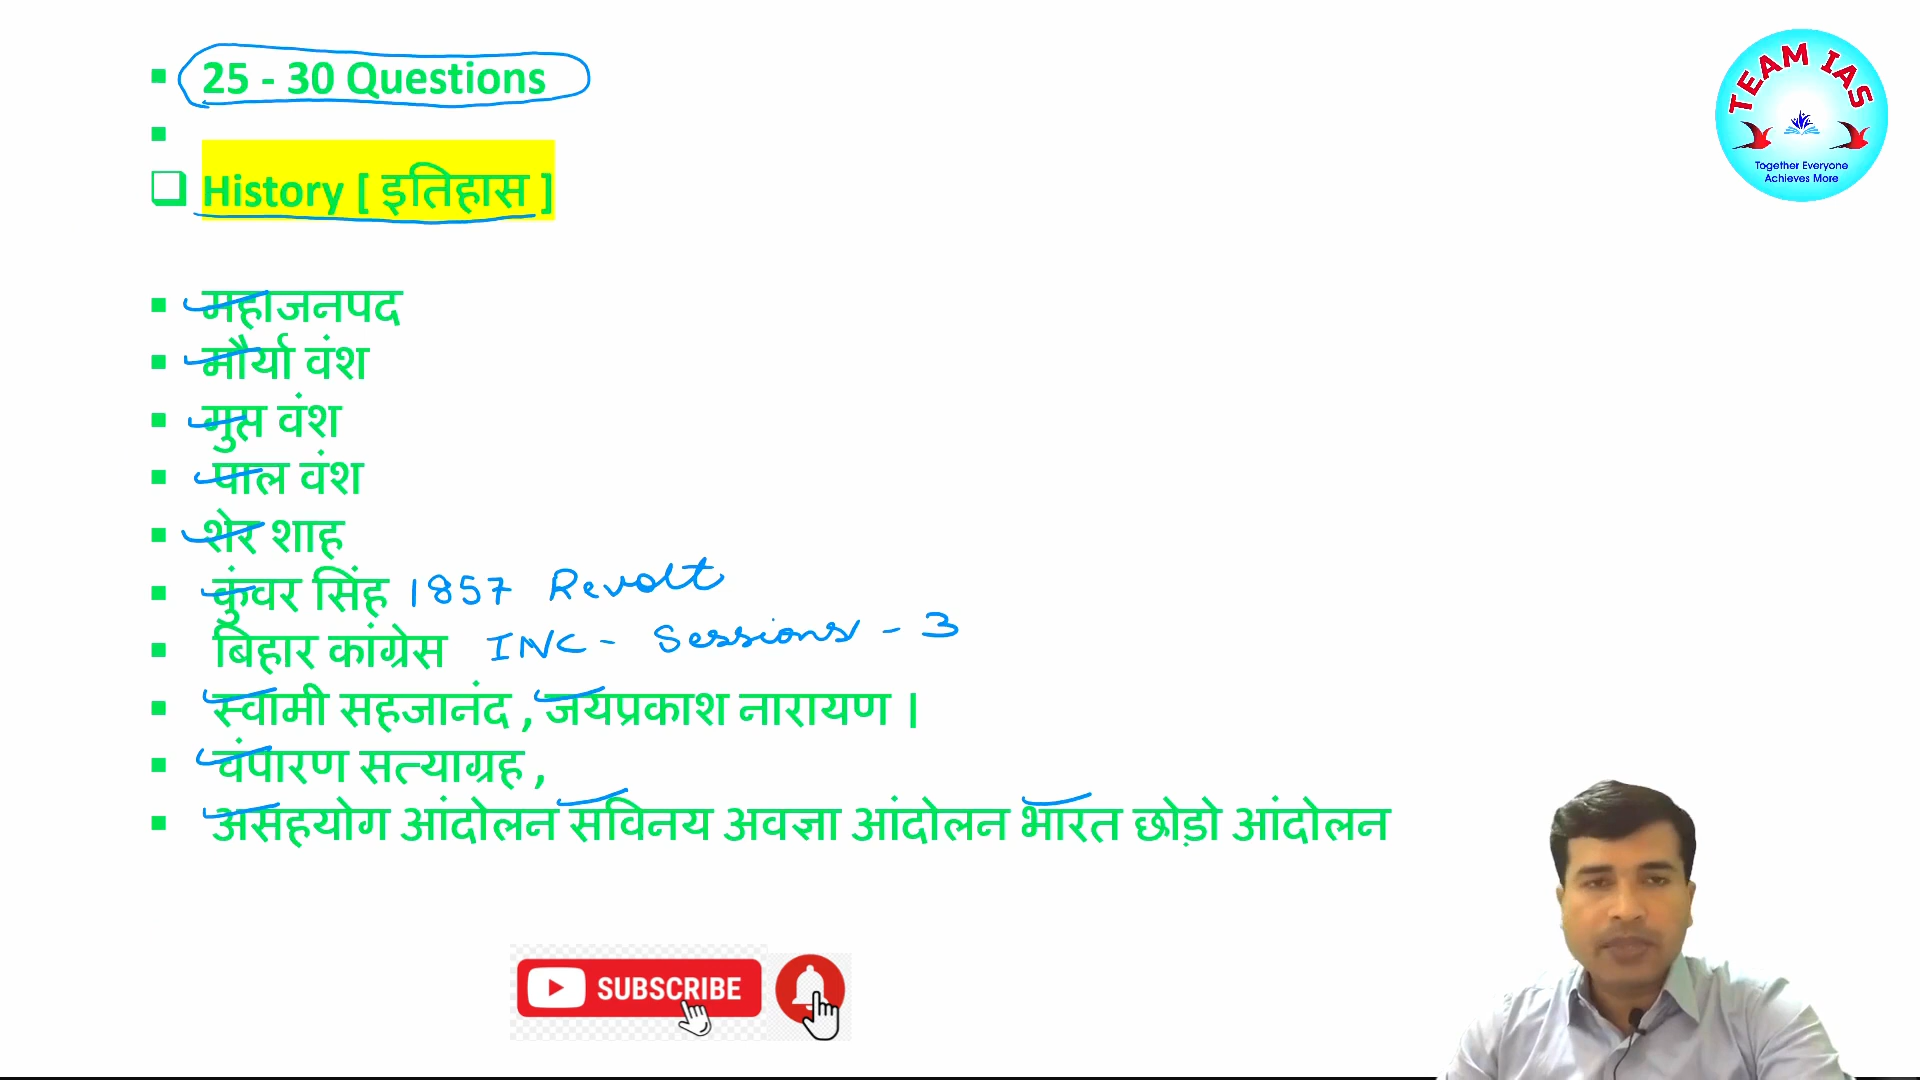 25 - 30 Questions
History [ इतिहास ]
महाजनपद
मौर्या वंश
गुप्त वंश
पाल वंश
शेर शाह
कुंवर सिंह 1857 Revolt
बिहार कांग्रेस INC - Sessions - 3
स्वामी सहजानंद , जयप्रकाश नारायण ।
चंपारण सत्याग्रह ,
असहयोग आंदोलन सविनय अवज्ञा आंदोलन भारत छोड़ो आंदोलन
TEAM IAS
Together Everyone
Achieves More
SUBSCRIBE